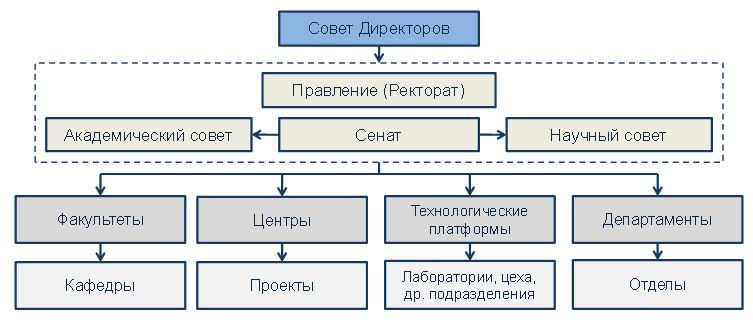 Совет Директоров
Правление (Ректорат)
Академический совет
Сенат
Научный совет
Факультеты
Центры
Технологические
платформы
Департаменты
Кафедры
Проекты
Лаборатории, цеха,
др. подразделения
Отделы